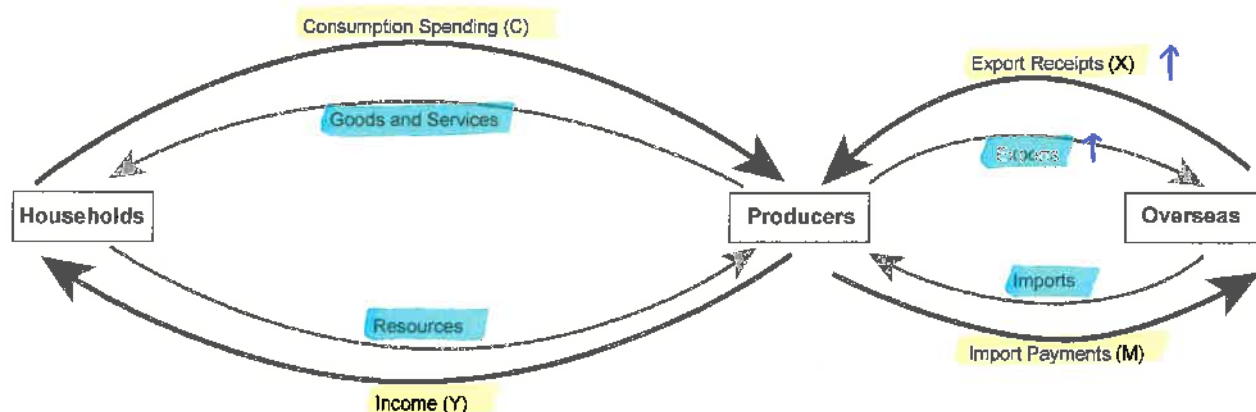 Consumption Spending (C)
Export Receipts (X)
Goods and Services
Exports
Households
Producers
Overseas
Imports
Resources
Import Payments (M)
Income (Y)